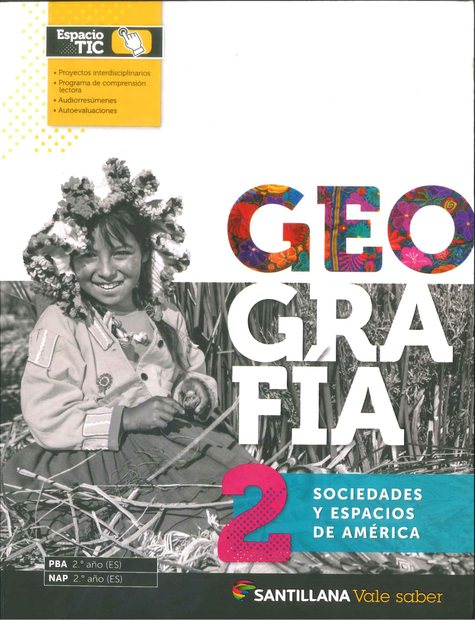 Espacio
TIC
• Proyectos interdisciplinarios
• Programa de comprensión
lectora
• Audiorresúmenes
• Autoevaluaciones
GEO
GRA
FÍA
2
SOCIEDADES
Y ESPACIOS
DE AMÉRICA
PBA 2.° año (ES)
NAP 2.° año (ES)
SANTILLANA Vale saber